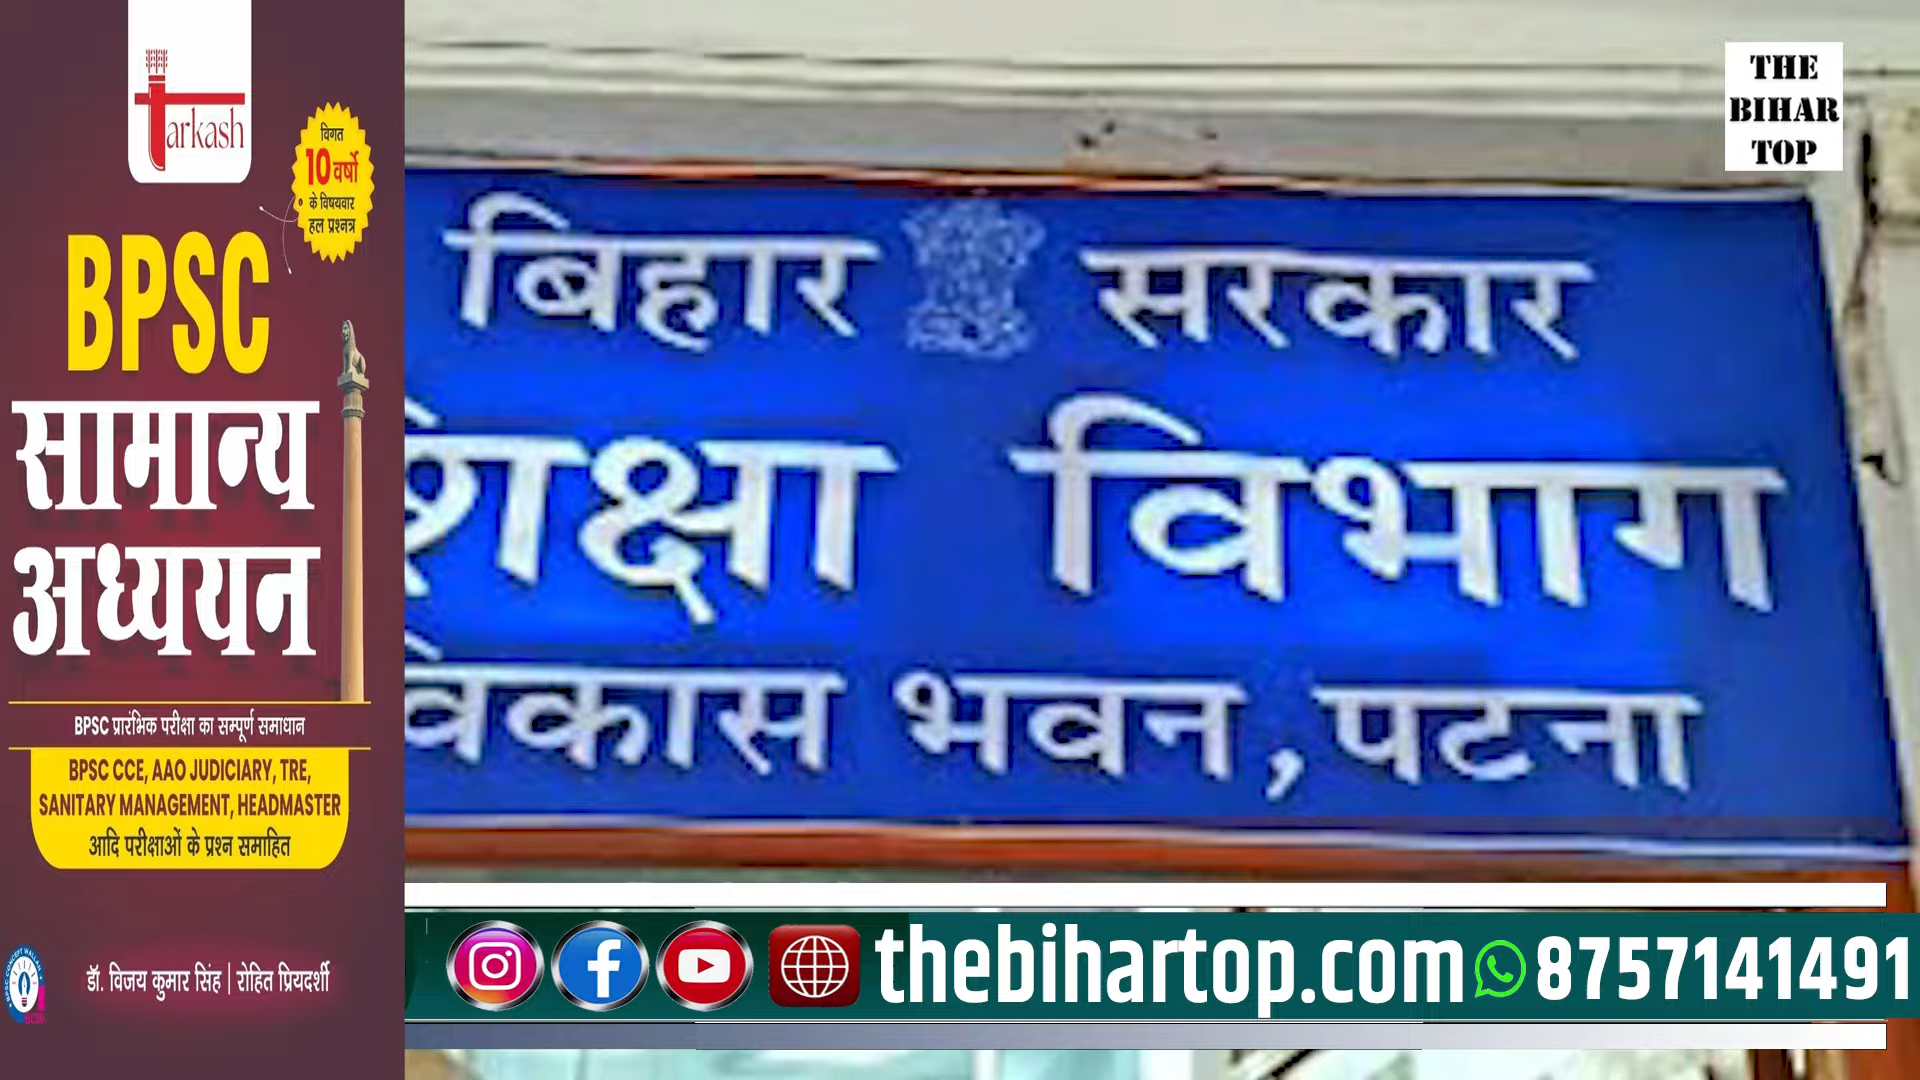 Tarkash
विगत
10 वर्षों
के विषयवार
हल प्रश्नपत्र
BPSC
सामान्य
अध्ययन
BPSC प्रारंभिक परीक्षा का सम्पूर्ण समाधान
BPSC CCE, AAO JUDICIARY, TRE,
SANITARY MANAGEMENT, HEADMASTER
आदि परीक्षाओं के प्रश्न समाहित
डॉ. विजय कुमार सिंह | रोहित प्रियदर्शी
बिहार सरकार
शिक्षा विभाग
विकास भवन, पटना
THE
BIHAR
TOP
thebihartop.com 8757141491